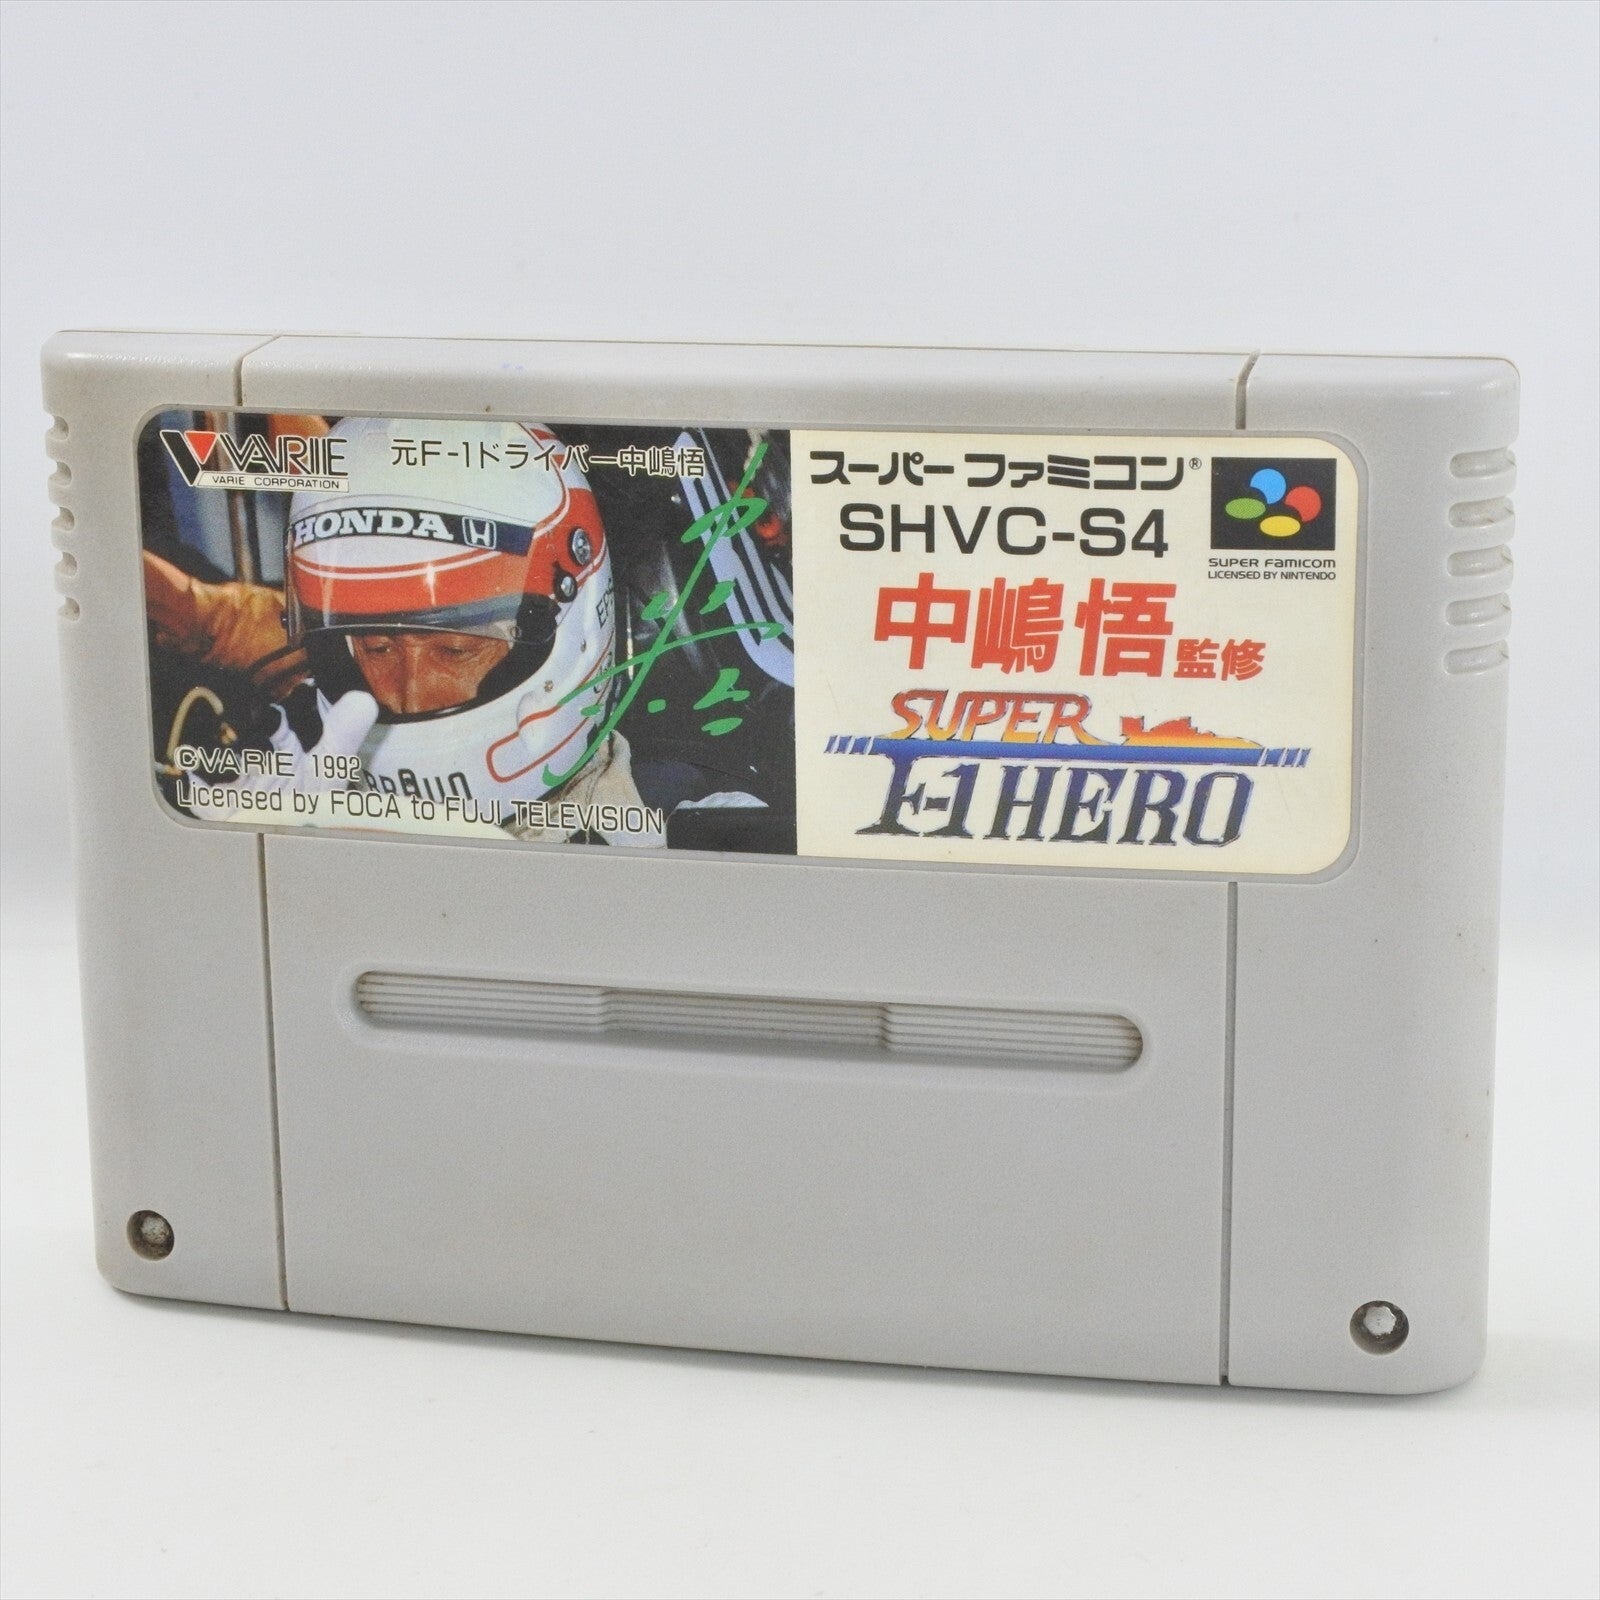 VARIE
VARIE CORPORATION
元F-1ドライバー中嶋悟
HONDA
BRAUN
©VARIE 1992
Licensed by FOCA to FUJI TELEVISION
スーパーファミコン®
SHVC-S4
SUPER FAMICOM
LICENSED BY NINTENDO
中嶋悟監修
SUPER
F-1 HERO